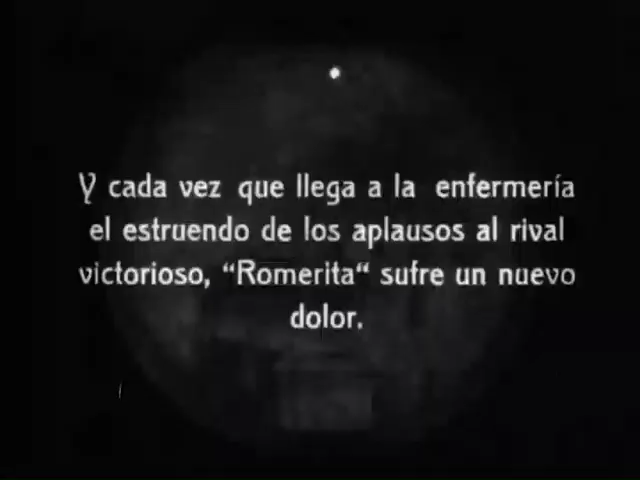 Y cada vez que llega a la enfermería
el estruendo de los aplausos al rival
victorioso, “Romerita“ sufre un nuevo
dolor.